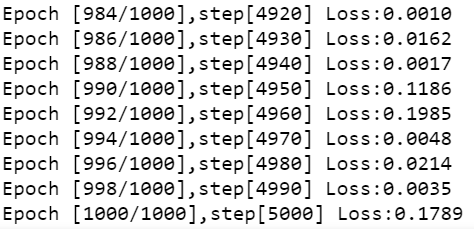 Epoch [984/1000],step[4920] Loss:0.0010
Epoch [986/1000],step[4930] Loss:0.0162
Epoch [988/1000],step[4940] Loss:0.0017
Epoch [990/1000],step[4950] Loss:0.1186
Epoch [992/1000],step[4960] Loss:0.1985
Epoch [994/1000],step[4970] Loss:0.0048
Epoch [996/1000],step[4980] Loss:0.0214
Epoch [998/1000],step[4990] Loss:0.0035
Epoch [1000/1000],step[5000] Loss:0.1789